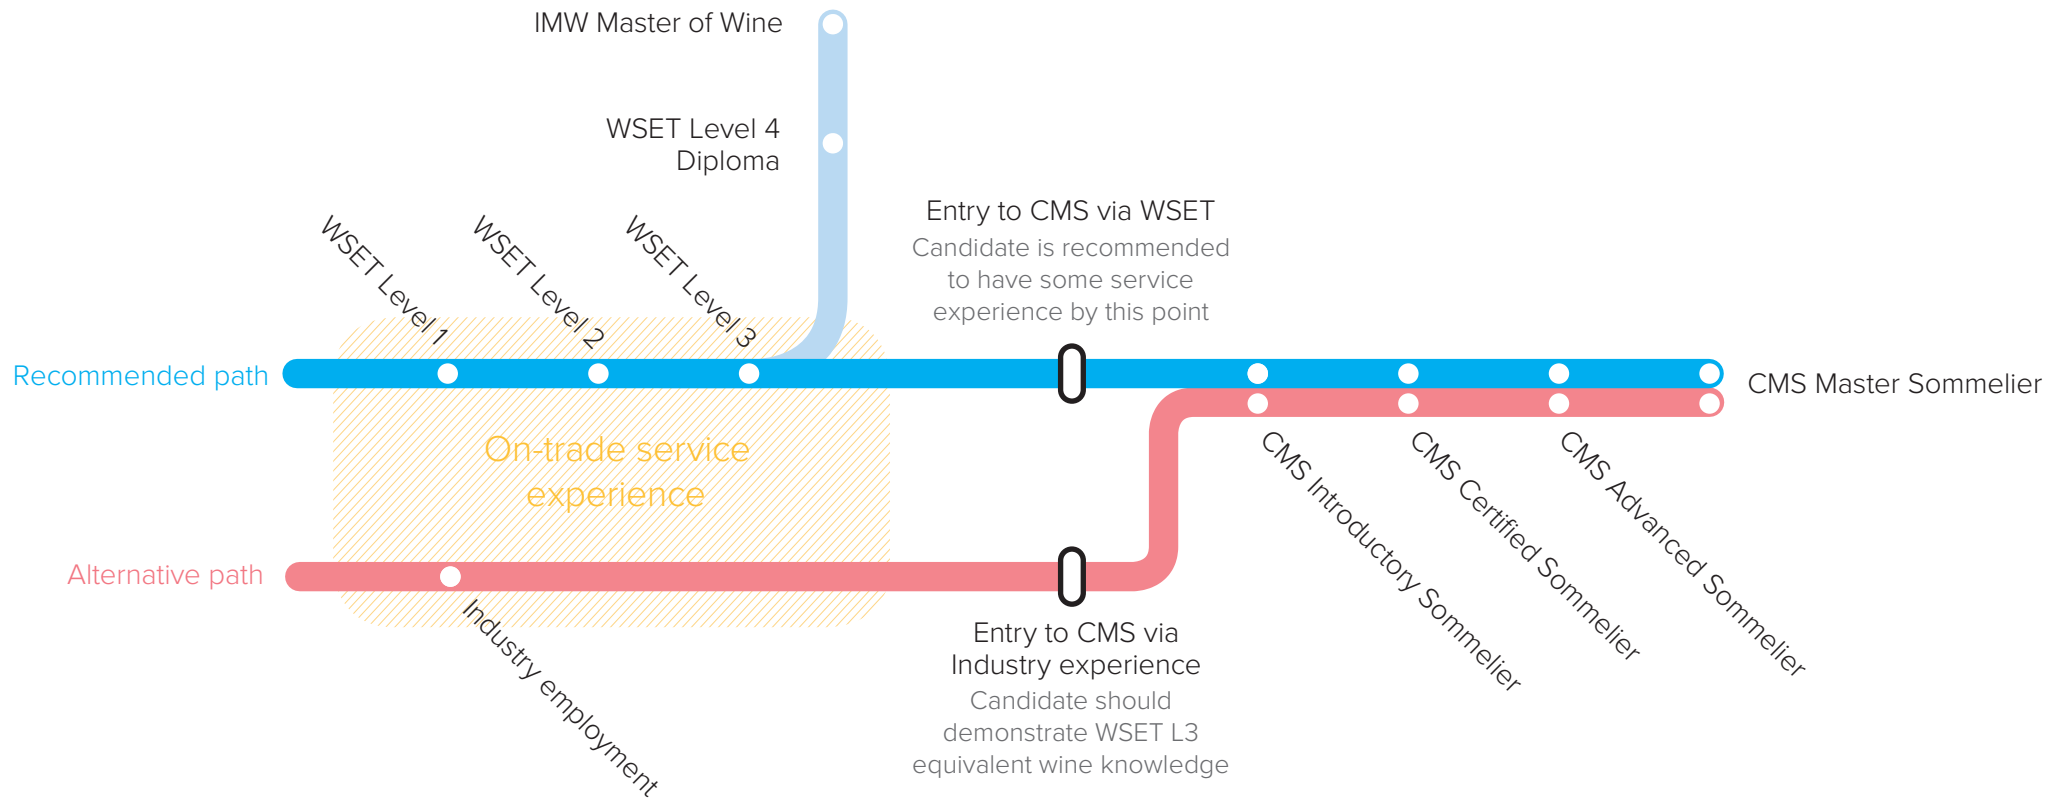 IMW Master of Wine
WSET Level 4
Diploma
WSET Level 1
WSET Level 2
WSET Level 3
Entry to CMS via WSET
Candidate is recommended
to have some service
experience by this point
Recommended path
CMS Master Sommelier
On-trade service
experience
CMS Introductory Sommelier
CMS Certified Sommelier
CMS Advanced Sommelier
Alternative path
Industry employment
Entry to CMS via
Industry experience
Candidate should
demonstrate WSET L3
equivalent wine knowledge